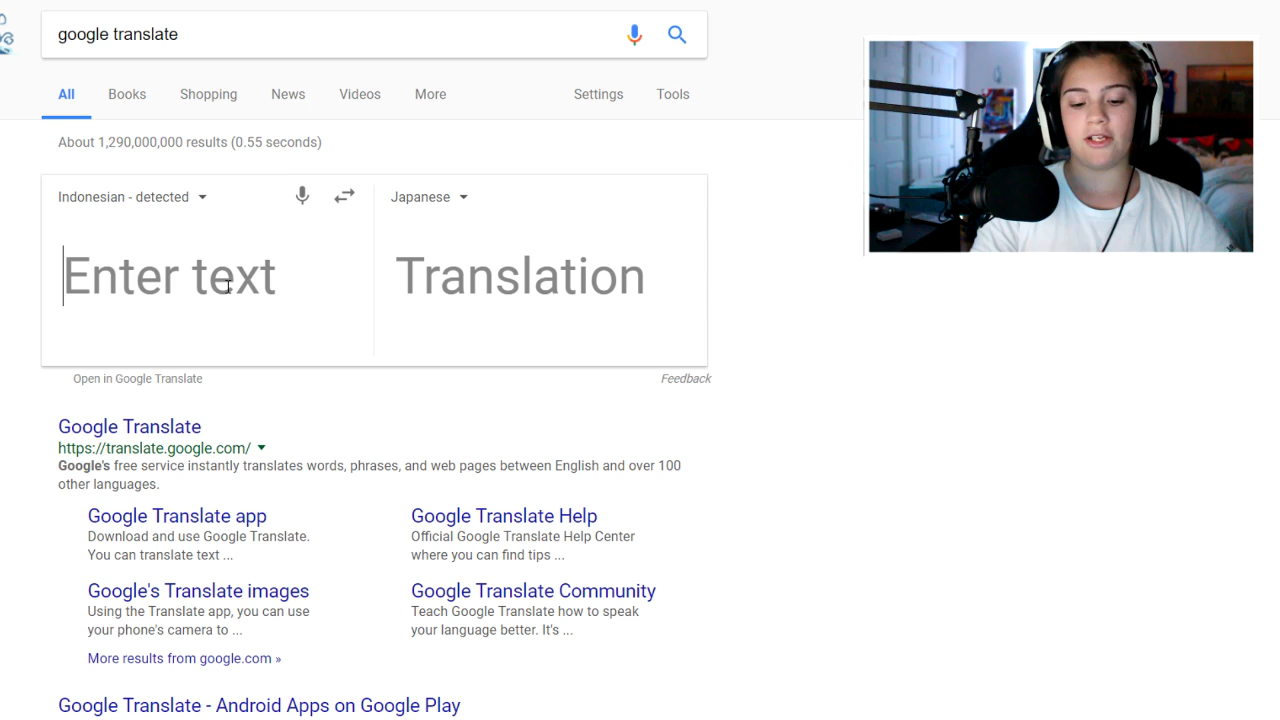 google translate
All Books Shopping News Videos More Settings Tools
About 1,290,000,000 results (0.55 seconds)
Indonesian - detected Japanese
Enter text Translation
Open in Google Translate Feedback
Google Translate
https://translate.google.com/
Google's free service instantly translates words, phrases, and web pages between English and over 100
other languages.
Google Translate app
Download and use Google Translate.
You can translate text ...
Google Translate Help
Official Google Translate Help Center
where you can find tips ...
Google's Translate images
Using the Translate app, you can use
your phone's camera to ...
Google Translate Community
Teach Google Translate how to speak
your language better. It's ...
More results from google.com »
Google Translate - Android Apps on Google Play